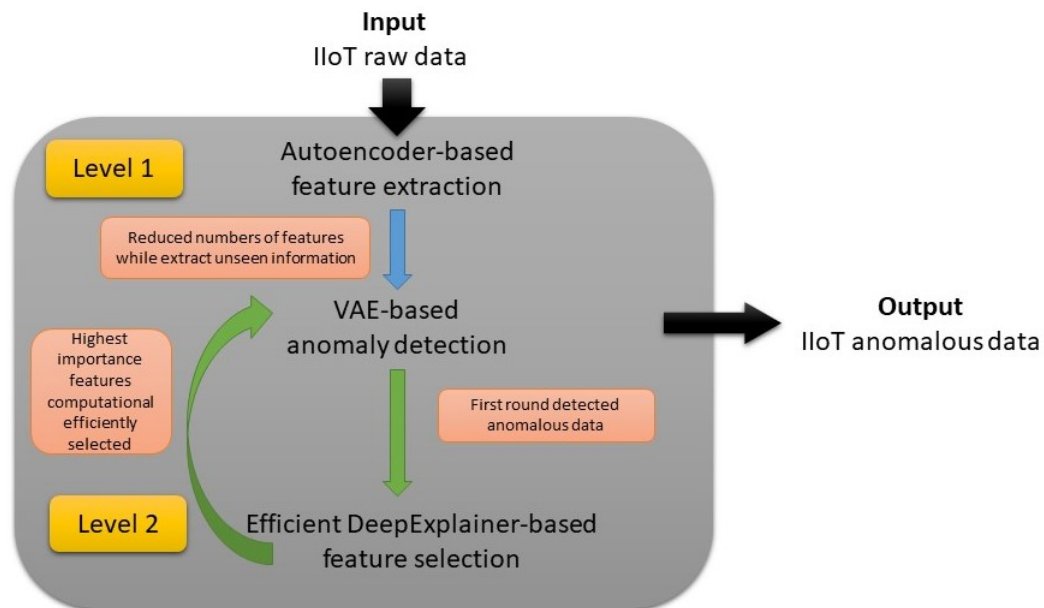 Input
IIoT raw data
Level 1
Autoencoder-based
feature extraction
Reduced numbers of features
while extract unseen information
VAE-based
anomaly detection
Output
IIoT anomalous data
Highest
importance
features
computational
efficiently
selected
First round detected
anomalous data
Level 2
Efficient DeepExplainer-based
feature selection